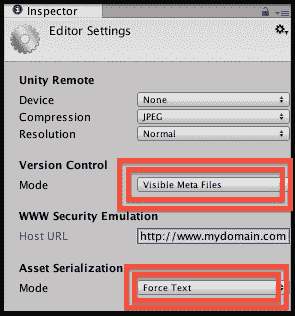 Inspector
Editor Settings
Unity Remote
Device None
Compression JPEG
Resolution Normal
Version Control
Mode Visible Meta Files
WWW Security Emulation
Host URL http://www.mydomain.com
Asset Serialization
Mode Force Text